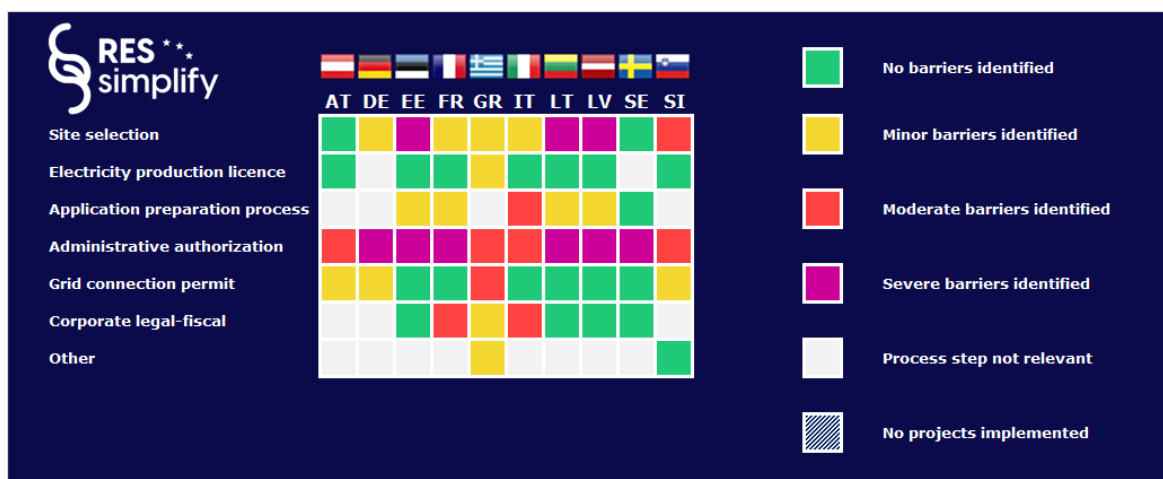 RES
simplify
AT DE EE FR GR IT LT LV SE SI
Site selection
Electricity production licence
Application preparation process
Administrative authorization
Grid connection permit
Corporate legal-fiscal
Other
No barriers identified
Minor barriers identified
Moderate barriers identified
Severe barriers identified
Process step not relevant
No projects implemented